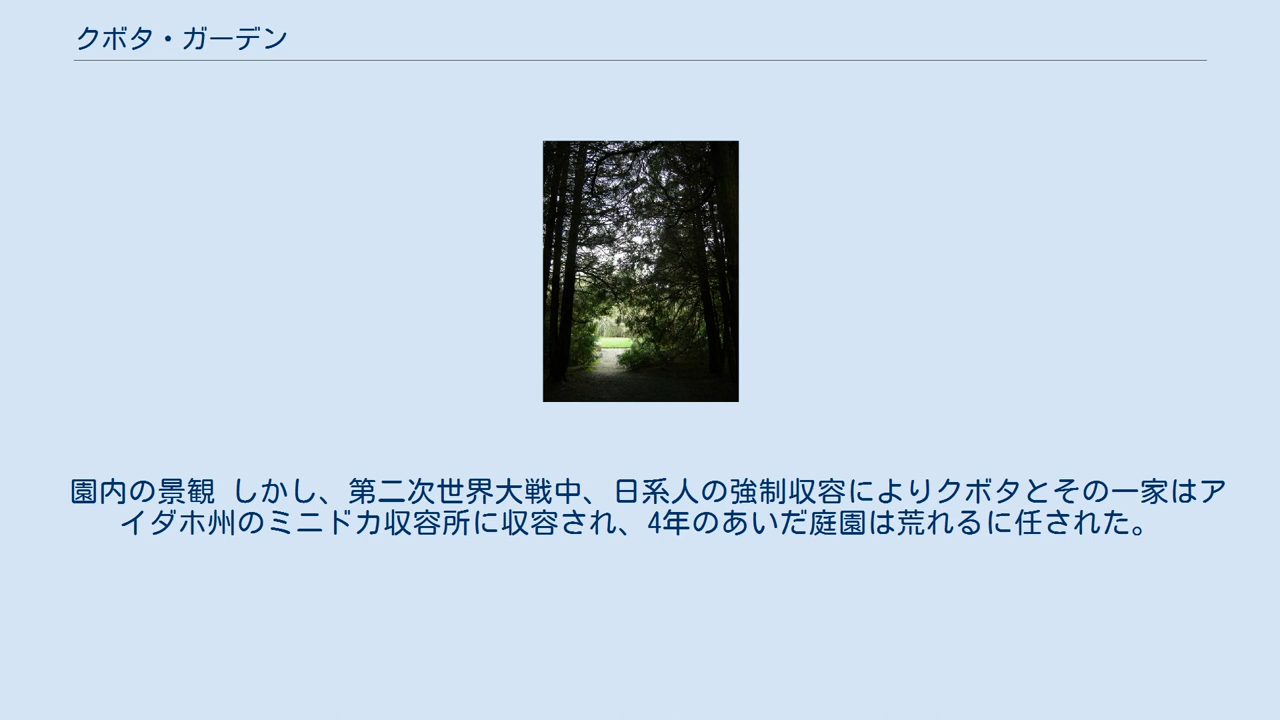 クボタ・ガーデン
園内の景観 しかし、第二次世界大戦中、日系人の強制収容によりクボタとその一家はア
イダホ州のミニドカ収容所に収容され、4年のあいだ庭園は荒れるに任された。